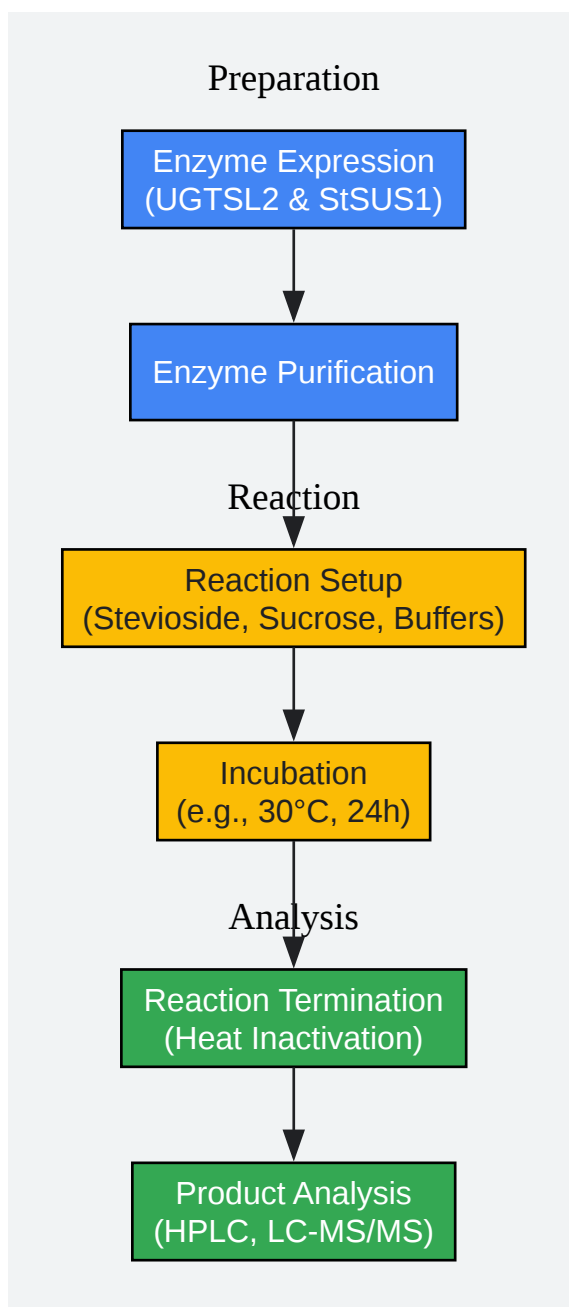 Preparation
Enzyme Expression
(UGTSL2 & StSUS1)
Enzyme Purification
Reaction
Reaction Setup
(Stevioside, Sucrose, Buffers)
Incubation
(e.g., 30°C, 24h)
Analysis
Reaction Termination
(Heat Inactivation)
Product Analysis
(HPLC, LC-MS/MS)